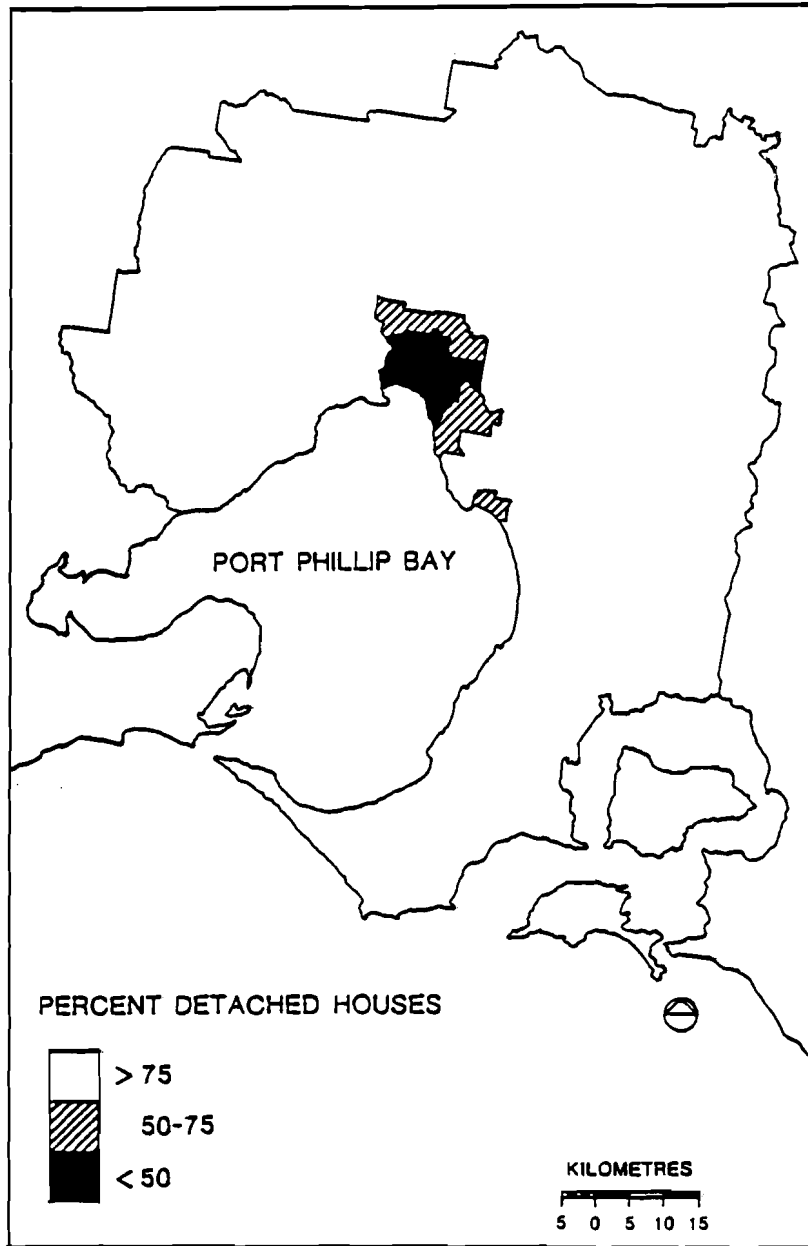 PORT PHILLIP BAY
PERCENT DETACHED HOUSES
> 75
50-75
< 50
KILOMETRES
5 0 5 10 15